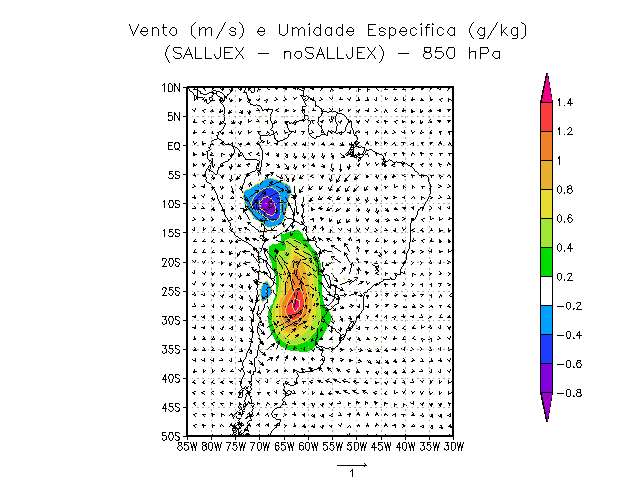 Vento (m/s) e Umidade Específica (g/kg)
(SALLJEX – noSALLJEX) – 850 hPa
10N
5N
EQ
5S
10S
15S
20S
25S
30S
35S
40S
45S
50S
85W 80W 75W 70W 65W 60W 55W 50W 45W 40W 35W 30W
1
1.4
1.2
1
0.8
0.6
0.4
0.2
−0.2
−0.4
−0.6
−0.8